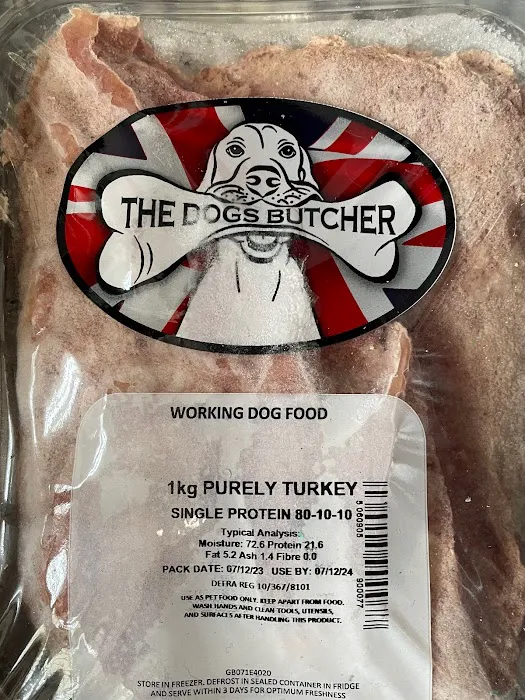 THE DOGS BUTCHER
WORKING DOG FOOD
1kg PURELY TURKEY
SINGLE PROTEIN 80-10-10
Typical Analysis:
Moisture: 72.6 Protein 21.6
Fat 5.2 Ash 1.4 Fibre 0.0
PACK DATE: 07/12/23 USE BY: 07/12/24
DEFRA REG 10/367/8101
USE AS PET FOOD ONLY. KEEP APART FROM FOOD.
WASH HANDS AND CLEAN TOOLS, UTENSILS,
AND SURFACES AFTER HANDLING THIS PRODUCT.
5 060905 900077
GB071E4020
STORE IN FREEZER, DEFROST IN SEALED CONTAINER IN FRIDGE
AND SERVE WITHIN 3 DAYS FOR OPTIMUM FRESHNESS